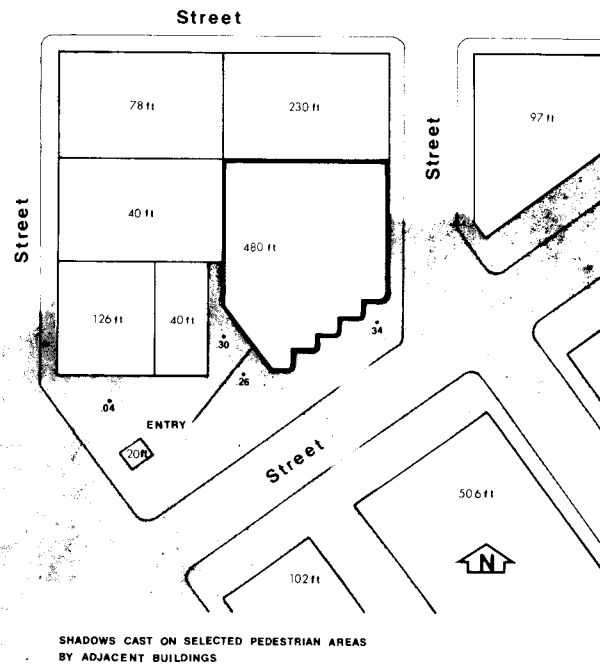 Street
78 ft
230 ft
97 ft
Street
40 ft
Street
480 ft
126 ft
40 ft
.30
.34
.26
.04
ENTRY
20ft
Street
506 ft
N
102 ft
SHADOWS CAST ON SELECTED PEDESTRIAN AREAS
BY ADJACENT BUILDINGS